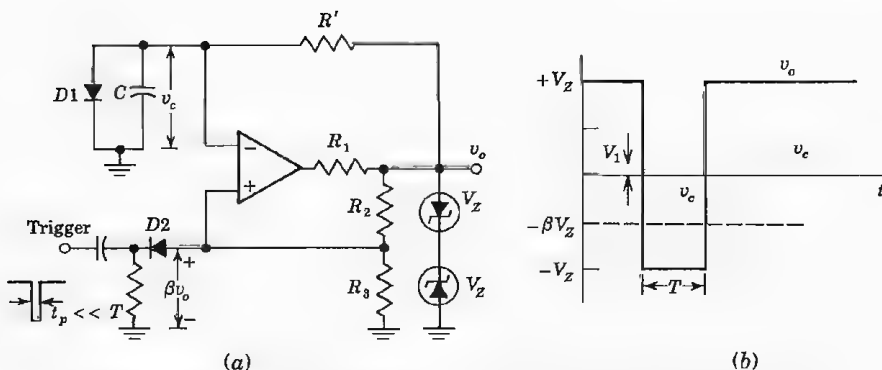 R'
D1
C
v_c
R_1
v_o
−
+
R_2
V_Z
Trigger
D2
+
βv_o
−
R_3
V_Z
t_p << T
(a)
+V_Z
v_o
V_1
v_c
v_c
t
−βV_Z
−V_Z
T
(b)